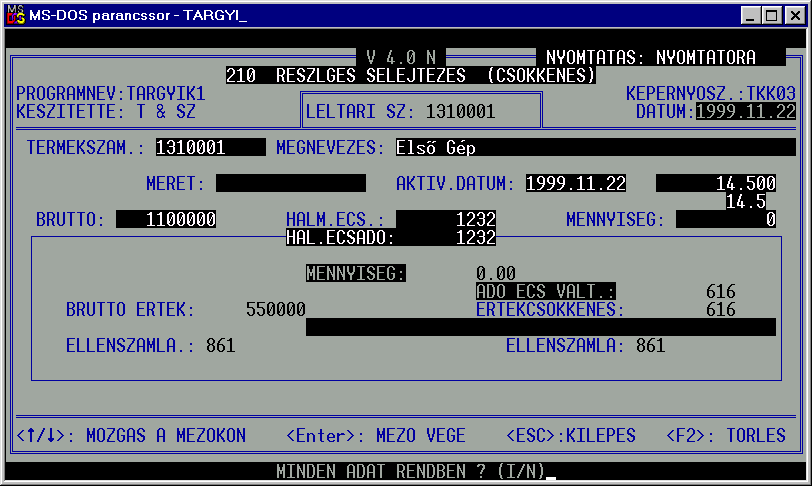 MS-DOS parancssor - TARGYI_
V 4.0 N NYOMTATAS: NYOMTATORA
210 RESZLGES SELEJTEZES (CSOKKENES)
PROGRAMNEV:TARGYIK1 KEPERNYOSZ.:TKK03
KESZITETTE: T & SZ LELTARI SZ: 1310001 DATUM:1999.11.22
TERMEKSZAM.: 1310001 MEGNEVEZES: Első Gép
MERET: AKTIV.DATUM: 1999.11.22 14.500
14.5
BRUTTO: 1100000 HALM.ECS.: 1232 MENNYISEG: 0
HAL.ECSADO: 1232
MENNYISEG: 0.00
ADO ECS VALT.: 616
BRUTTO ERTEK: 550000 ERTEKCSOKKENES: 616
ELLENSZAMLA.: 861 ELLENSZAMLA: 861
<↑/↓>: MOZGAS A MEZOKON <Enter>: MEZO VEGE <ESC>:KILEPES <F2>: TORLES
MINDEN ADAT RENDBEN ? (I/N)_